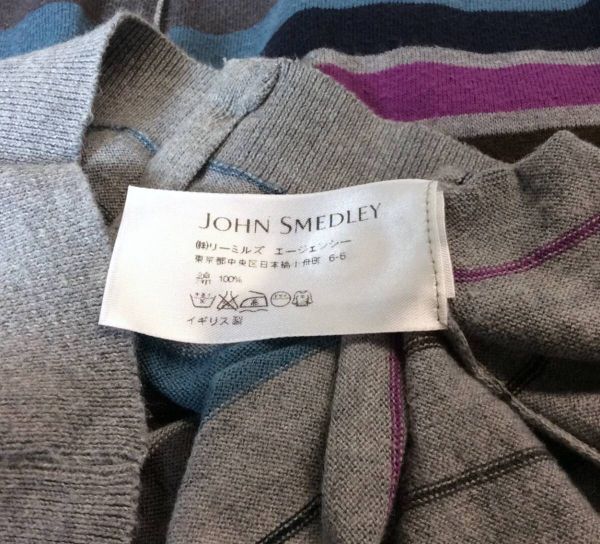 JOHN SMEDLEY
㈱リーミルズ エージェンシー
東京都中央区日本橋小舟町 6-6
綿 100%
イギリス製